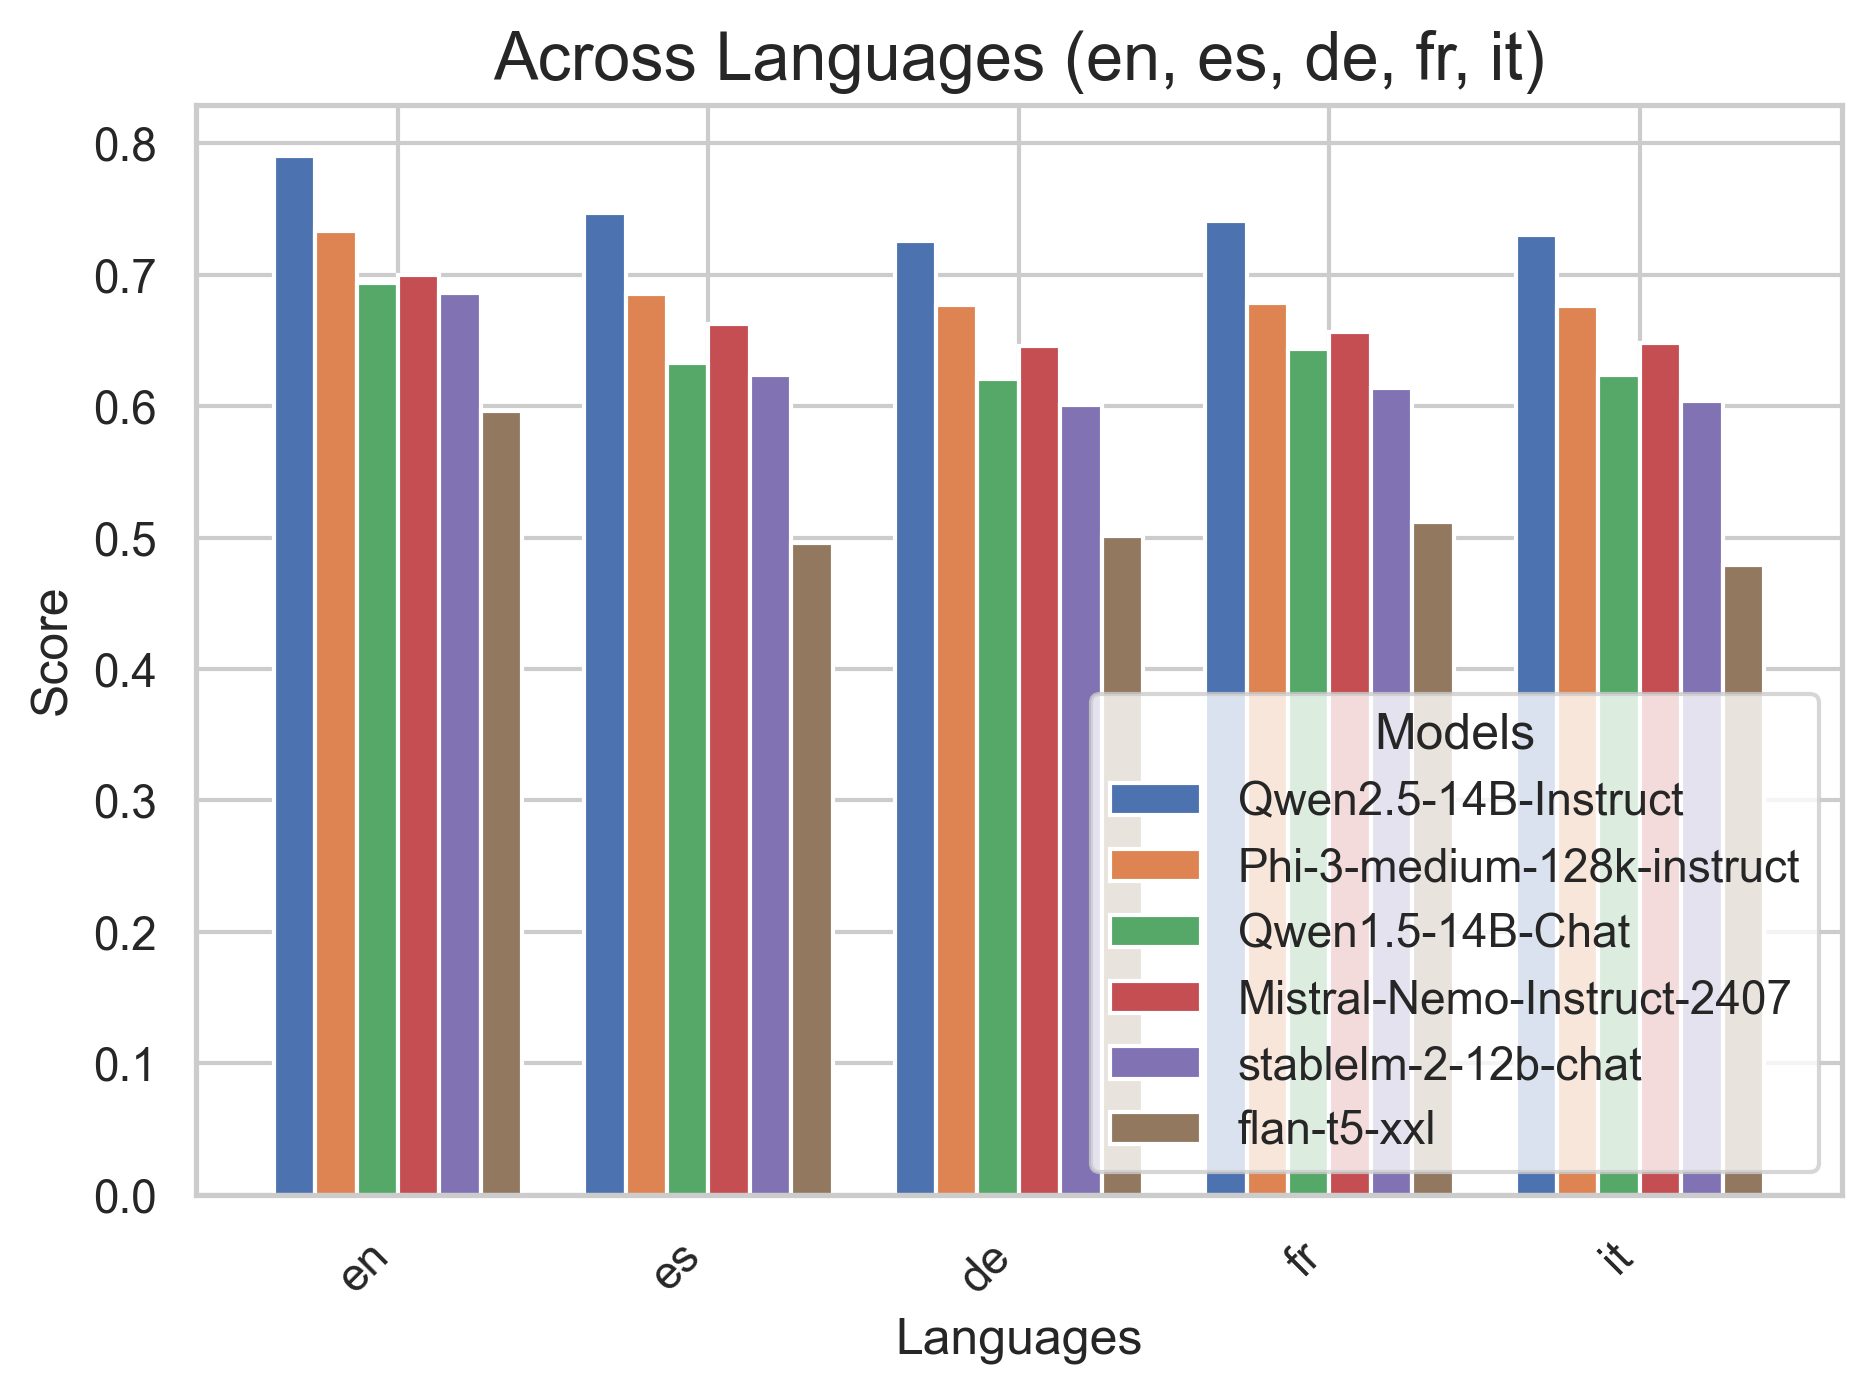 Across Languages (en, es, de, fr, it)
Score
0.8
0.7
0.6
0.5
0.4
0.3
0.2
0.1
0.0
Models
Qwen2.5-14B-Instruct
Phi-3-medium-128k-instruct
Qwen1.5-14B-Chat
Mistral-Nemo-Instruct-2407
stablelm-2-12b-chat
flan-t5-xxl
en
es
de
fr
it
Languages